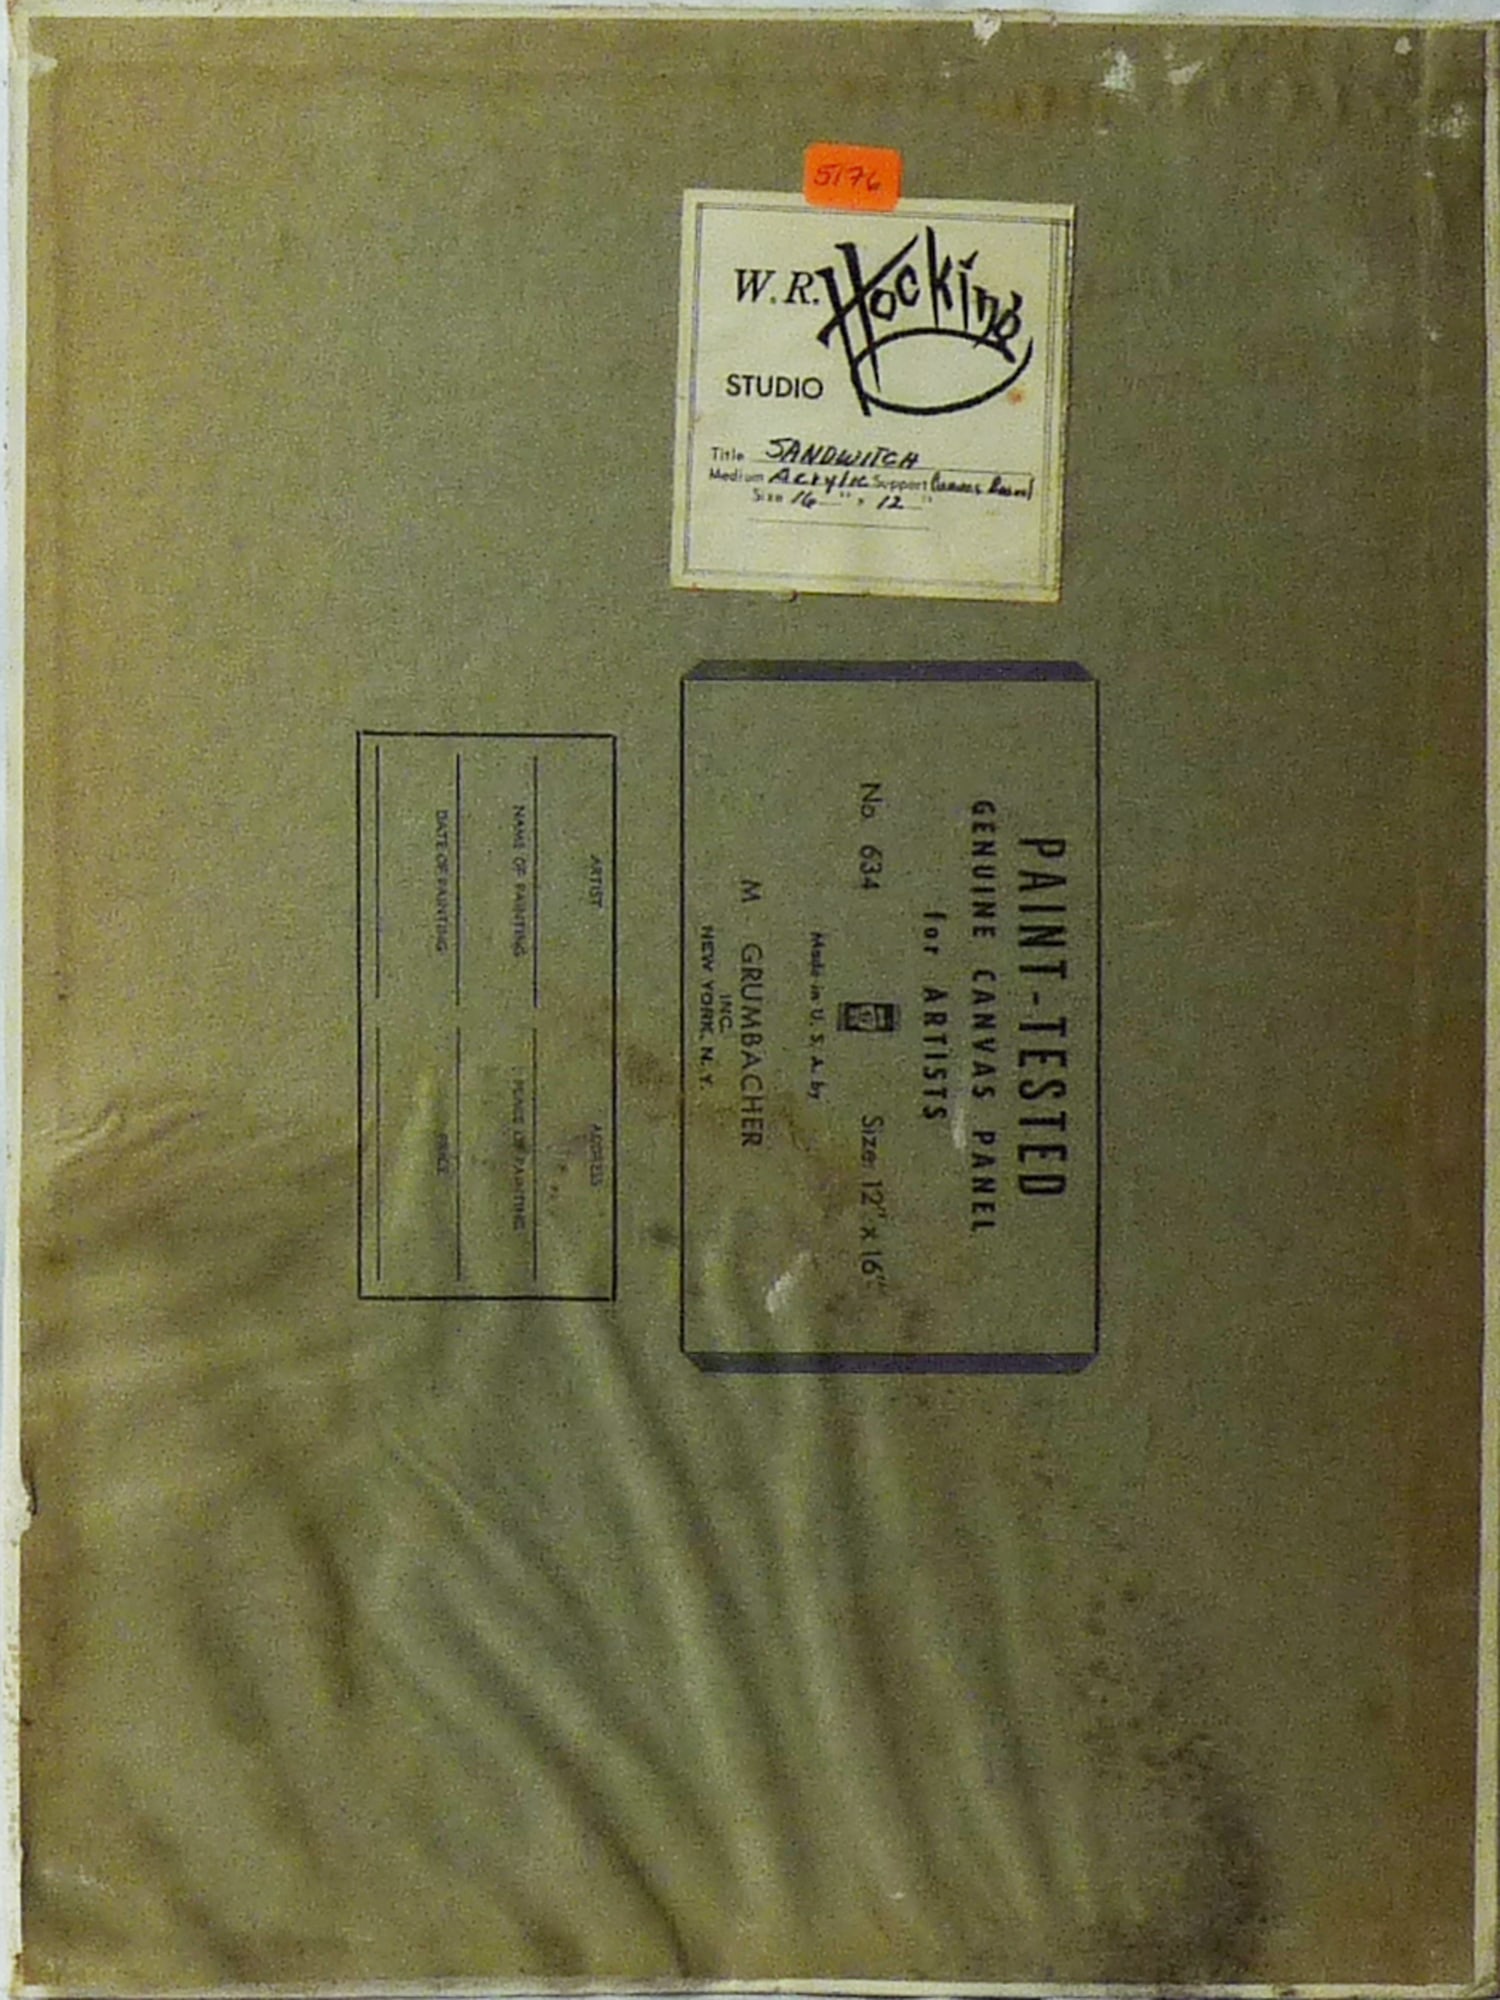 5176
W. R. Hocking
STUDIO
Title SANDWITCH
Medium Acrylic Support Canvas Board
Size 16 " x 12 "
PAINT-TESTED
GENUINE CANVAS PANEL
for ARTISTS
No. 634 Size: 12" x 16"
Made in U. S. A. by
M. GRUMBACHER
INC.
NEW YORK, N. Y.
ARTIST ADDRESS
NAME OF PAINTING PLACE OF PAINTING
DATE OF PAINTING PRICE